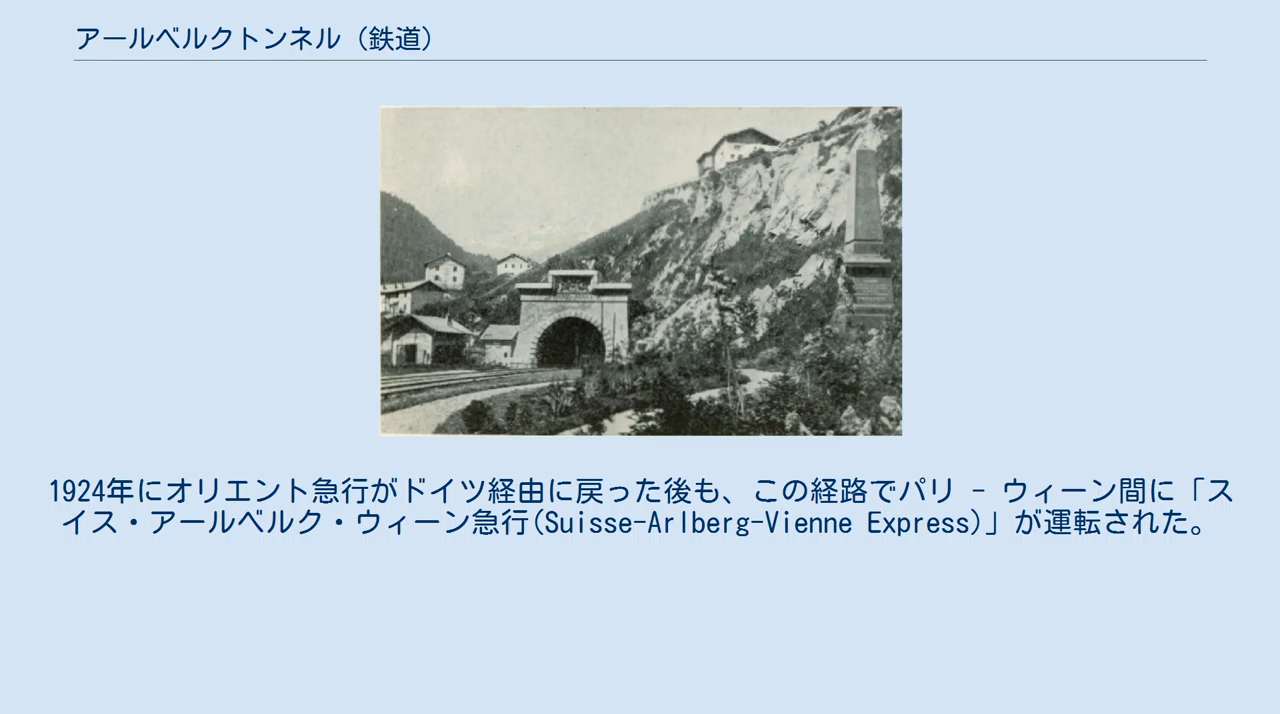 アールベルクトンネル（鉄道）
1924年にオリエント急行がドイツ経由に戻った後も、この経路でパリ - ウィーン間に「ス
イス・アールベルク・ウィーン急行(Suisse-Arlberg-Vienne Express)」が運転された。